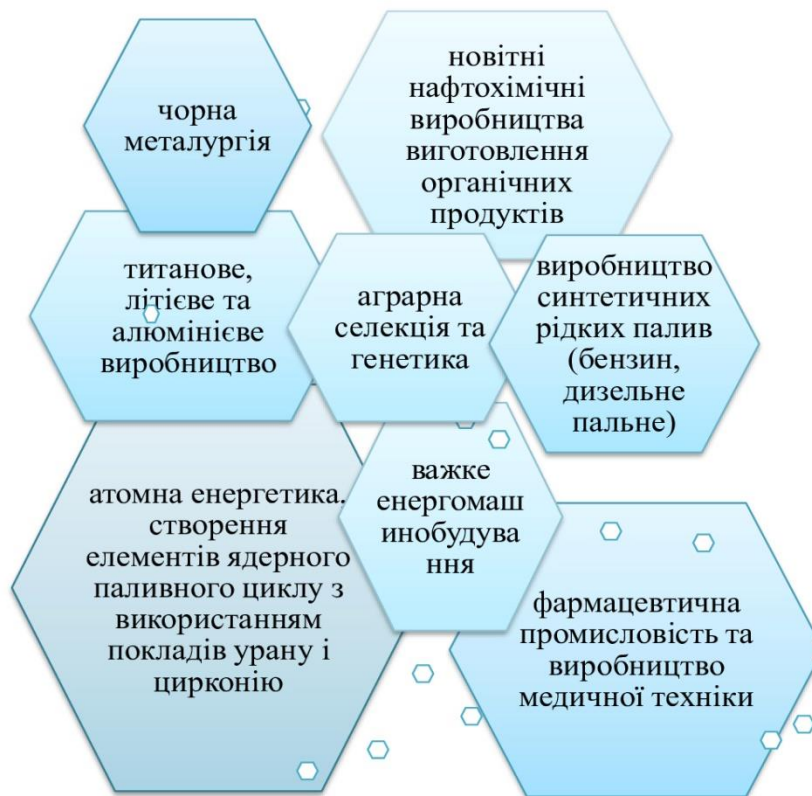 чорна
металургія
новітні
нафтохімічні
виробництва
виготовлення
органічних
продуктів
титанове,
літієве та
алюмінієве
виробництво
аграрна
селекція та
генетика
виробництво
синтетичних
рідких палив
(бензин,
дизельне
пальне)
атомна енергетика.
створення
елементів ядерного
паливного циклу з
використанням
покладів урану і
цирконію
важке
енергомаш
инобудува
ння
фармацевтична
промисловість та
виробництво
медичної техніки